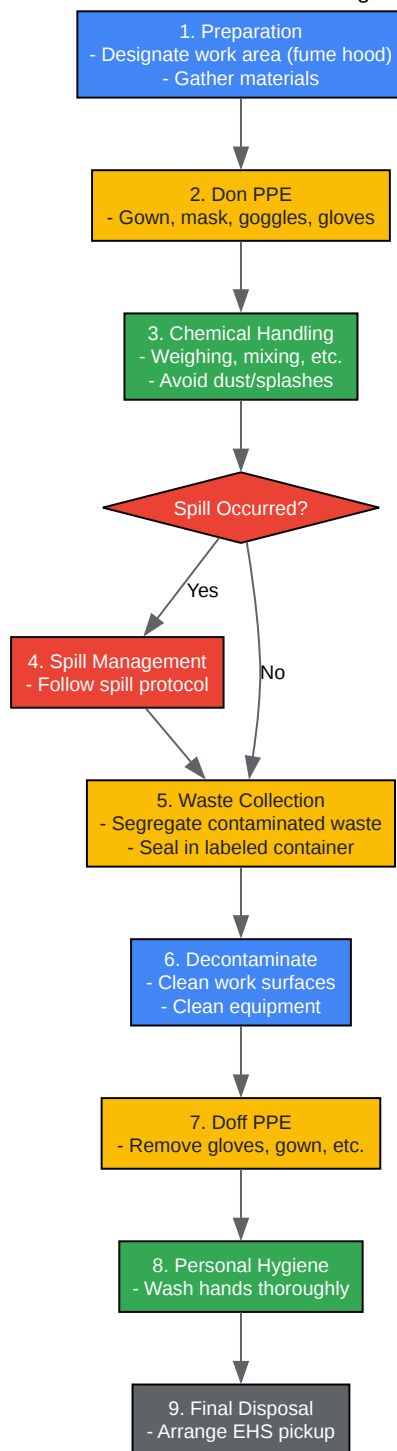 1. Preparation
- Designate work area (fume hood)
- Gather materials
2. Don PPE
- Gown, mask, goggles, gloves
3. Chemical Handling
- Weighing, mixing, etc.
- Avoid dust/splashes
Spill Occurred?
Yes
4. Spill Management
- Follow spill protocol
No
5. Waste Collection
- Segregate contaminated waste
- Seal in labeled container
6. Decontaminate
- Clean work surfaces
- Clean equipment
7. Doff PPE
- Remove gloves, gown, etc.
8. Personal Hygiene
- Wash hands thoroughly
9. Final Disposal
- Arrange EHS pickup